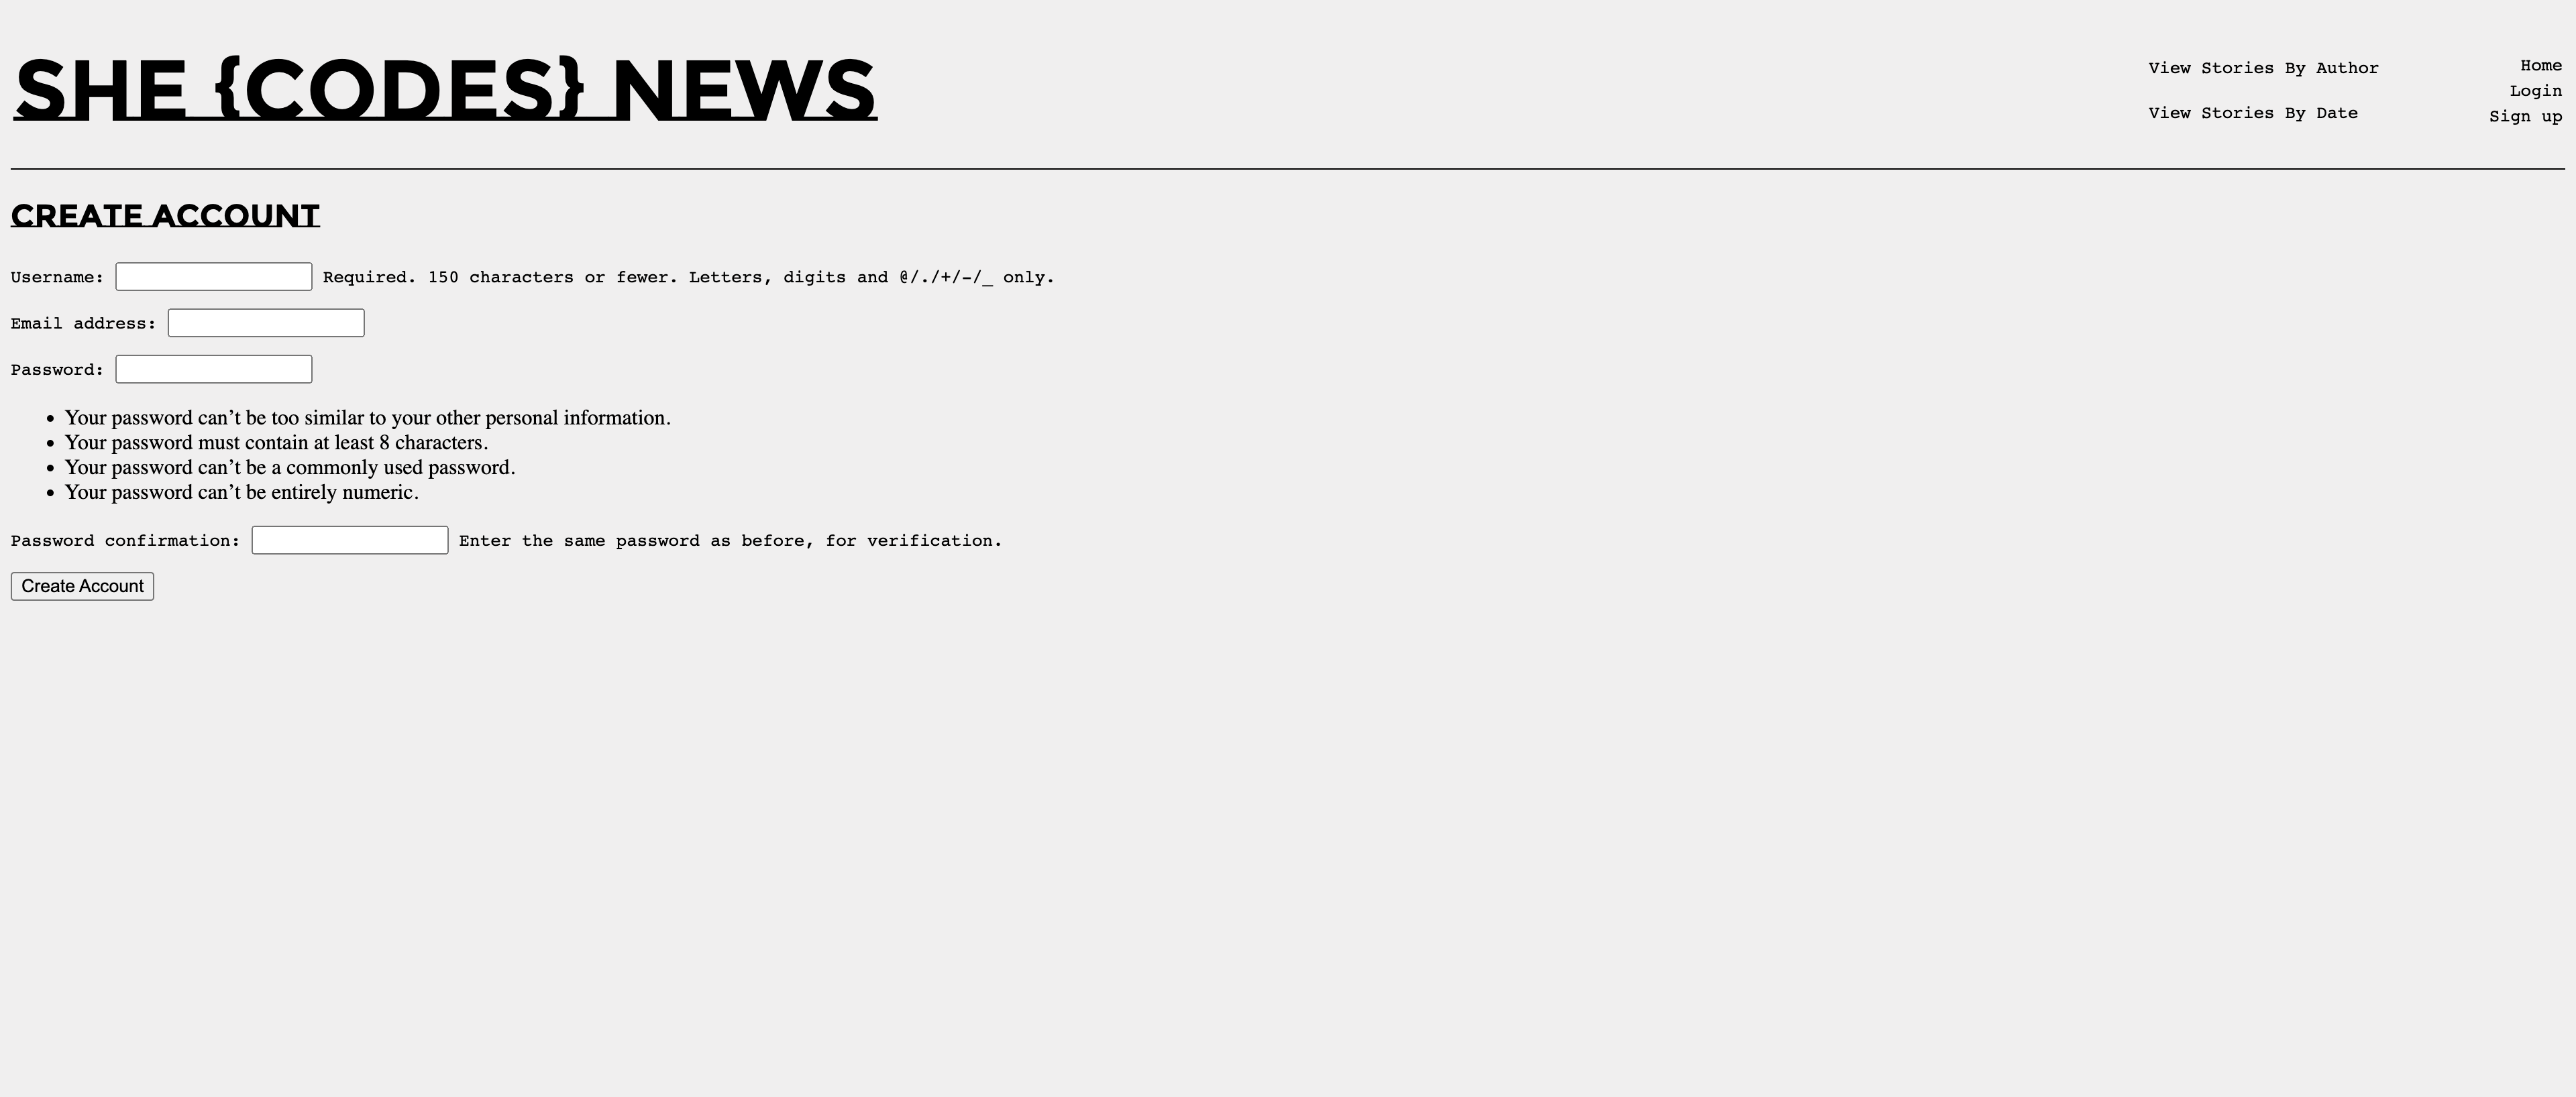 SHE {CODES} NEWS
View Stories By Author
View Stories By Date
Home
Login
Sign up
CREATE ACCOUNT
Username: Required. 150 characters or fewer. Letters, digits and @/./+/-/_ only.
Email address:
Password:
• Your password can’t be too similar to your other personal information.
• Your password must contain at least 8 characters.
• Your password can’t be a commonly used password.
• Your password can’t be entirely numeric.
Password confirmation: Enter the same password as before, for verification.
Create Account